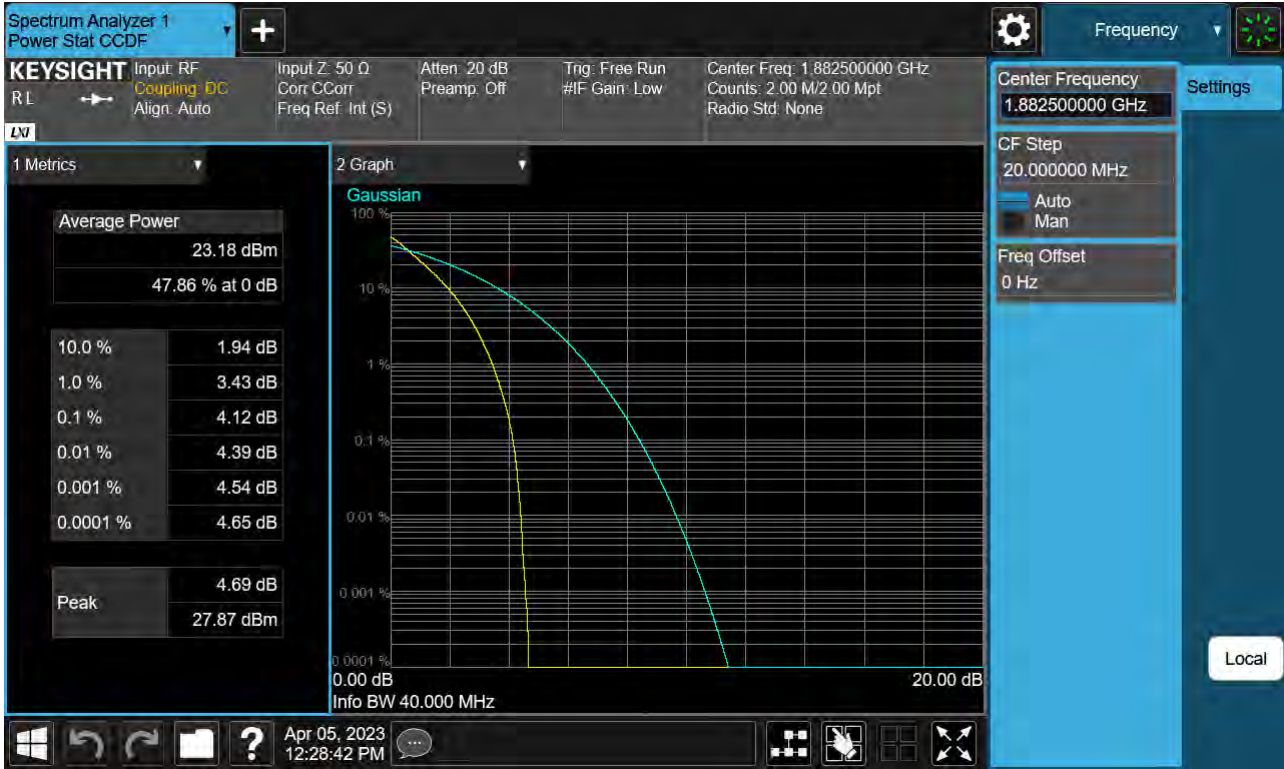 Spectrum Analyzer 1
Power Stat CCDF
Frequency
KEYSIGHT
R L
LXI
Input: RF
Coupling: DC
Align: Auto
Input Z: 50 Ω
Corr CCorr
Freq Ref: Int (S)
Atten: 20 dB
Preamp: Off
Trig: Free Run
#IF Gain: Low
Center Freq: 1.882500000 GHz
Counts: 2.00 M/2.00 Mpt
Radio Std: None
Center Frequency
1.882500000 GHz
Settings
CF Step
20.000000 MHz
Auto
Man
Freq Offset
0 Hz
1 Metrics
Average Power
23.18 dBm
47.86 % at 0 dB
10.0 % 1.94 dB
1.0 % 3.43 dB
0.1 % 4.12 dB
0.01 % 4.39 dB
0.001 % 4.54 dB
0.0001 % 4.65 dB
Peak
4.69 dB
27.87 dBm
2 Graph
Gaussian
100 %
10 %
1 %
0.1 %
0.01 %
0.001 %
0.0001 %
0.00 dB 20.00 dB
Info BW 40.000 MHz
Local
?
Apr 05, 2023
12:28:42 PM